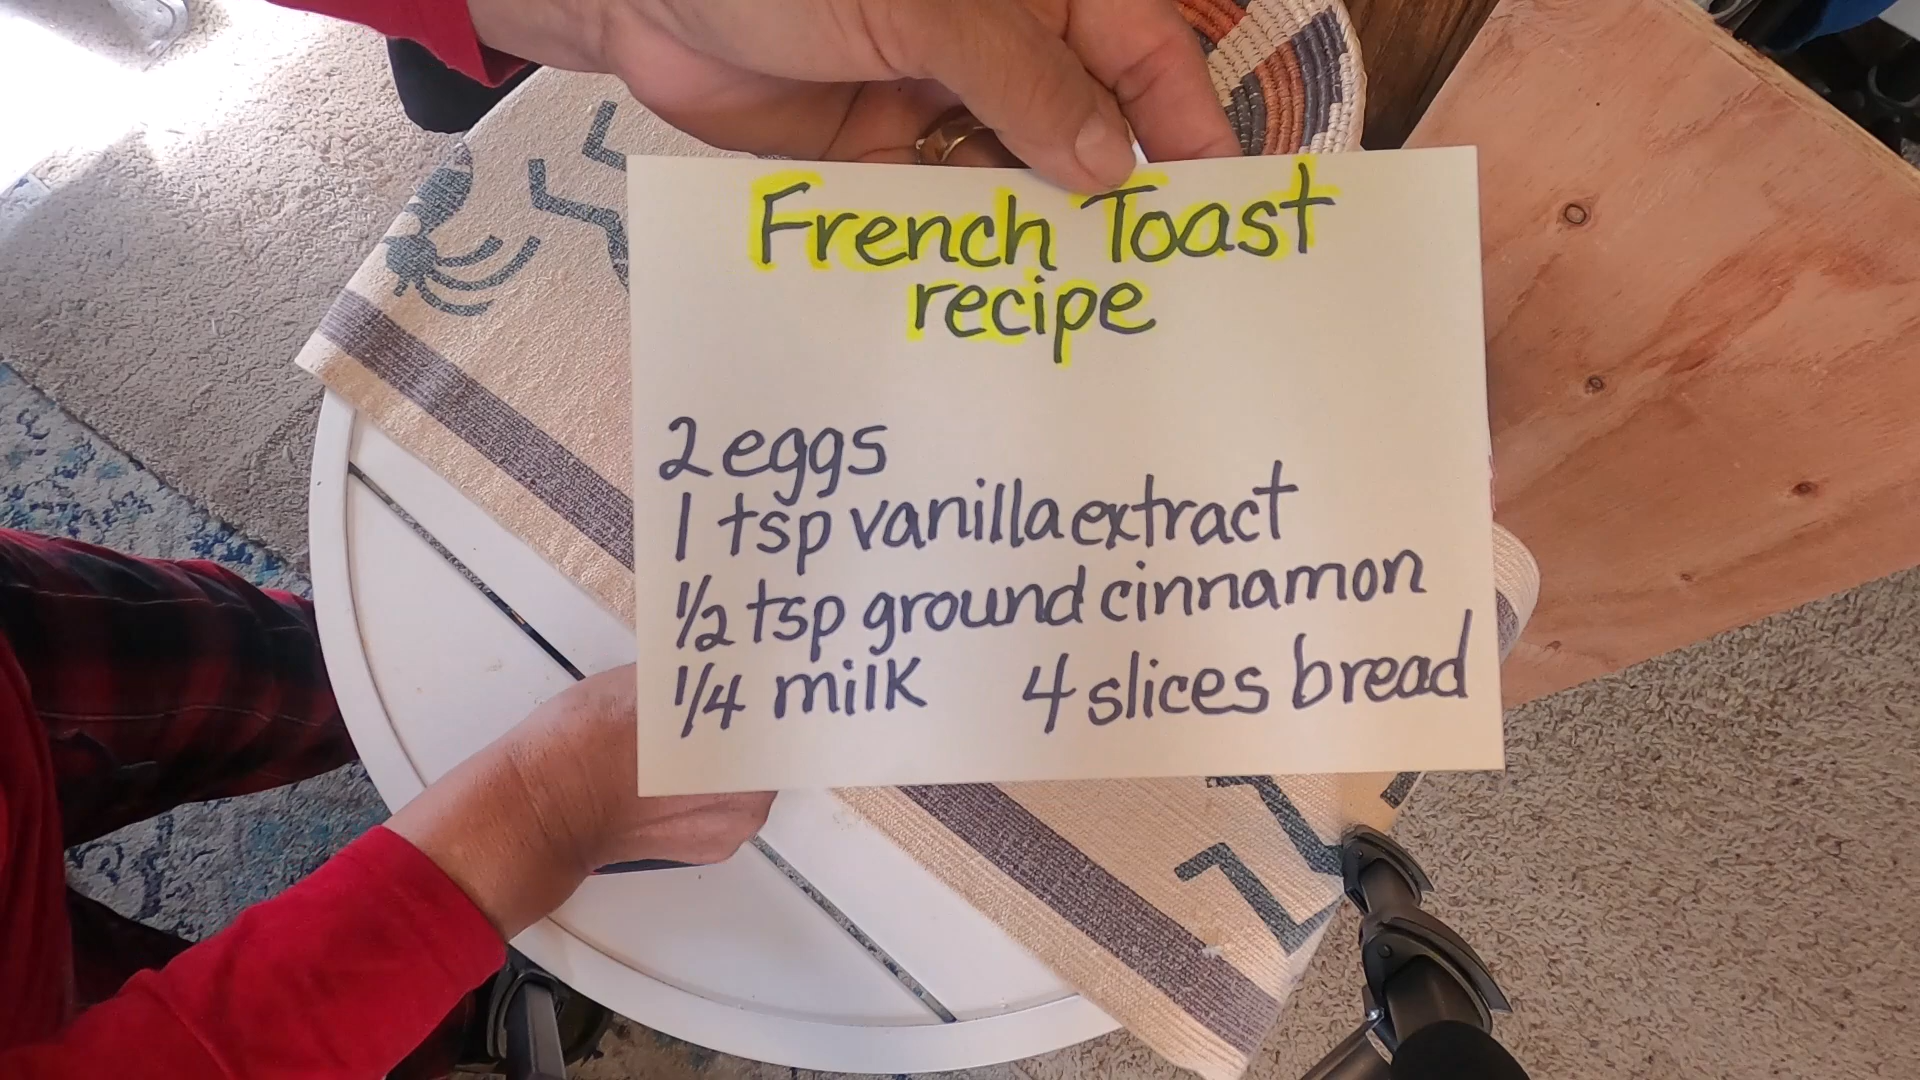 French Toast
recipe
2 eggs
1 tsp vanilla extract
1/2 tsp ground cinnamon
1/4 milk 4 slices bread